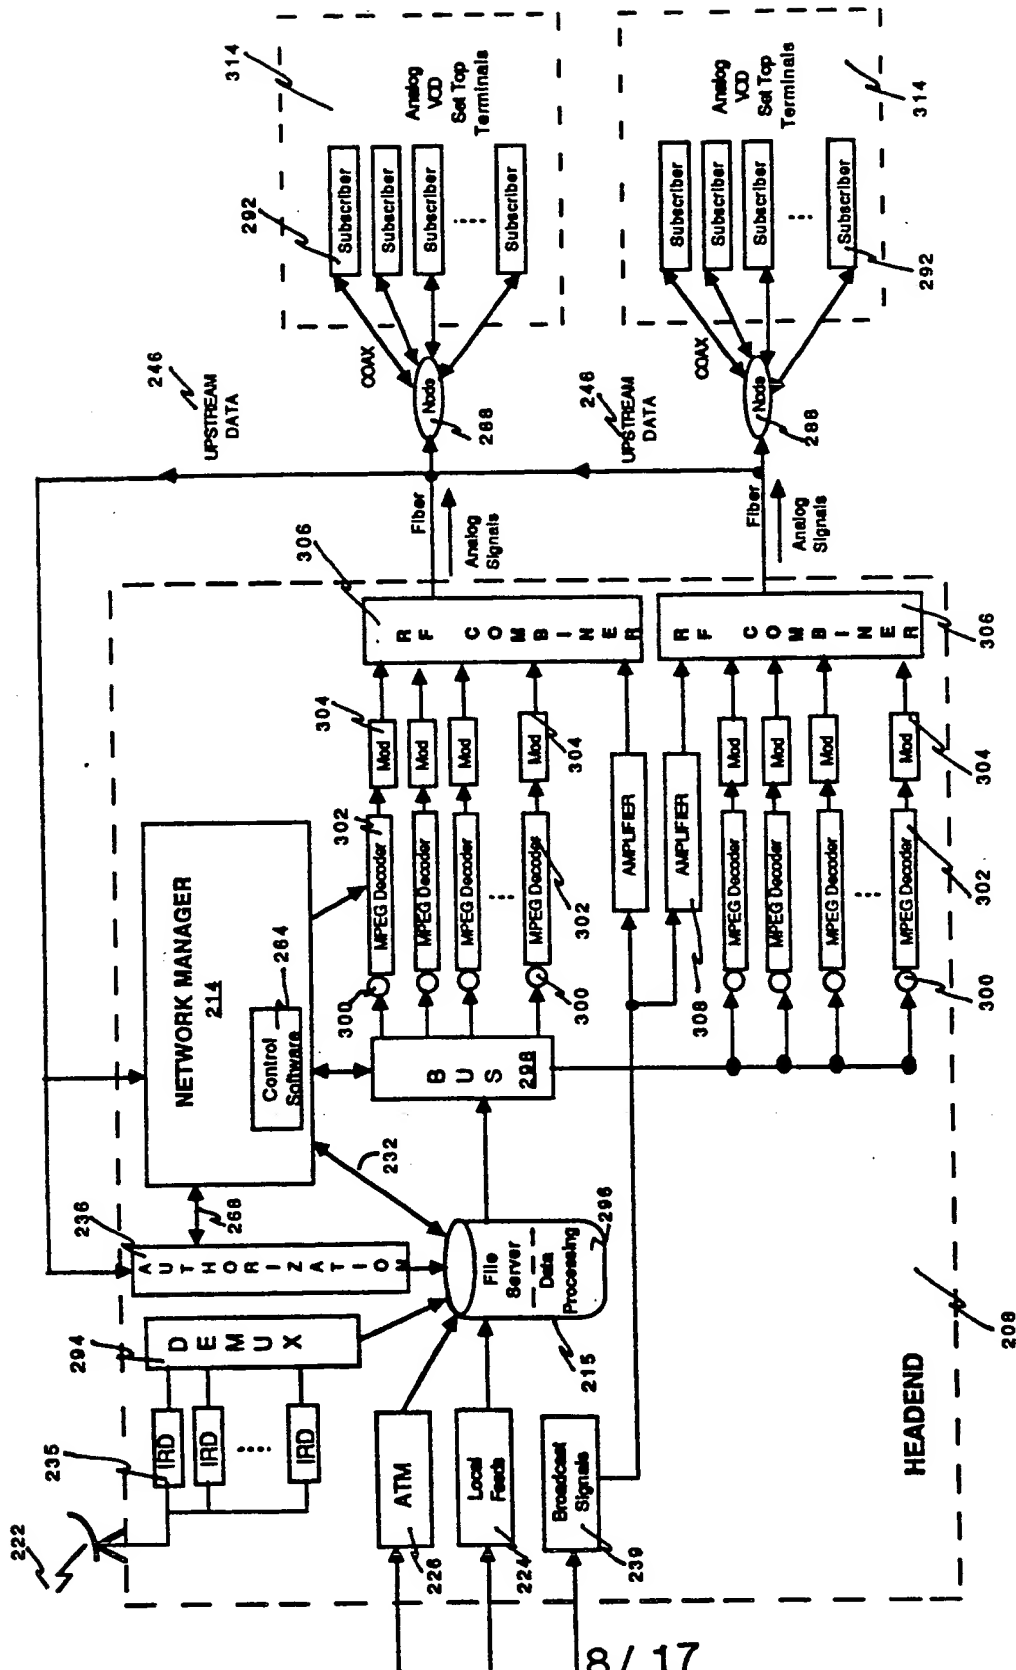 222
235
IRD
IRD
IRD
294
DEMUX
236
AUTHORIZATION
268
NETWORK MANAGER
214
264
Control
Software
232
ATM
226
Local
Feeds
224
Broadcast
Signals
239
File
Server
Data
Processing
296
215
BUS
298
300
300
MPEG Decoder
MPEG Decoder
MPEG Decoder
MPEG Decoder
302
302
304
Mod
Mod
Mod
Mod
304
AMPLIFIER
AMPLIFIER
308
MPEG Decoder
MPEG Decoder
MPEG Decoder
MPEG Decoder
300
302
Mod
Mod
Mod
Mod
304
306
RF COMBINER
RF COMBINER
306
HEADEND
208
Fiber
Analog
Signals
Fiber
Analog
Signals
246
UPSTREAM
DATA
246
UPSTREAM
DATA
Node
288
COAX
Node
288
COAX
292
Subscriber
Subscriber
Subscriber
Subscriber
314
Analog
VOD
Set Top
Terminals
Subscriber
Subscriber
Subscriber
Subscriber
292
Analog
VOD
Set Top
Terminals
314
8 / 17